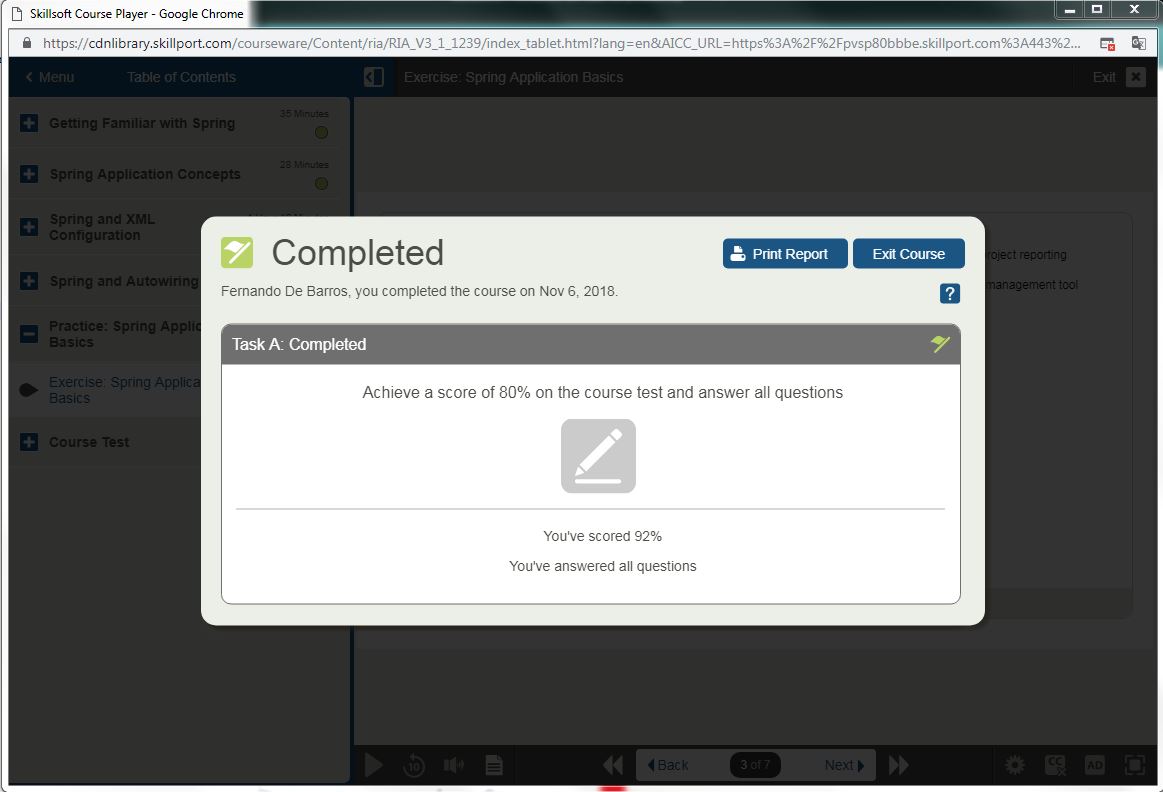 Skillsoft Course Player - Google Chrome
https://cdnlibrary.skillport.com/courseware/Content/ria/RIA_V3_1_1239/index_tablet.html?lang=en&AICC_URL=https%3A%2F%2Fpvsp80bbbe.skillport.com%3A443%2...
Menu Table of Contents Exercise: Spring Application Basics Exit
35 Minutes
Getting Familiar with Spring
28 Minutes
Spring Application Concepts
Spring and XML
Configuration
Spring and Autowiring
Practice: Spring Applic
Basics
Exercise: Spring Applica
Basics
Course Test
roject reporting
management tool
Completed
Print Report
Exit Course
Fernando De Barros, you completed the course on Nov 6, 2018.
?
Task A: Completed
Achieve a score of 80% on the course test and answer all questions
You've scored 92%
You've answered all questions
10
Back 3 of 7 Next
CC AD